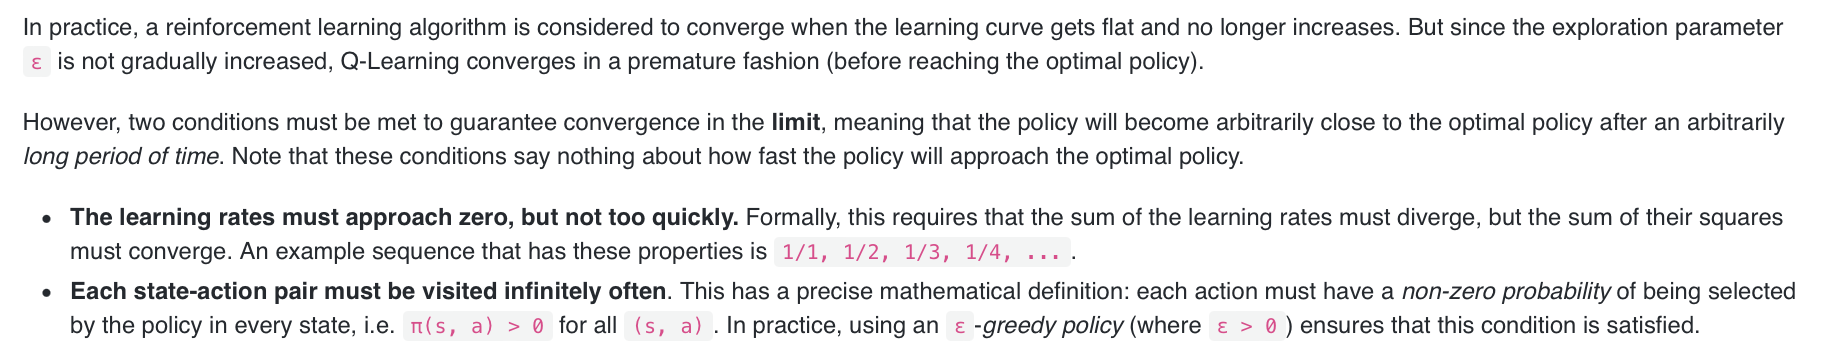 In practice, a reinforcement learning algorithm is considered to converge when the learning curve gets flat and no longer increases. But since the exploration parameter
ε is not gradually increased, Q-Learning converges in a premature fashion (before reaching the optimal policy).
However, two conditions must be met to guarantee convergence in the limit, meaning that the policy will become arbitrarily close to the optimal policy after an arbitrarily
long period of time. Note that these conditions say nothing about how fast the policy will approach the optimal policy.
• The learning rates must approach zero, but not too quickly. Formally, this requires that the sum of the learning rates must diverge, but the sum of their squares
must converge. An example sequence that has these properties is 1/1, 1/2, 1/3, 1/4, ... .
• Each state-action pair must be visited infinitely often. This has a precise mathematical definition: each action must have a non-zero probability of being selected
by the policy in every state, i.e. π(s, a) > 0 for all (s, a) . In practice, using an ε -greedy policy (where ε > 0 ) ensures that this condition is satisfied.